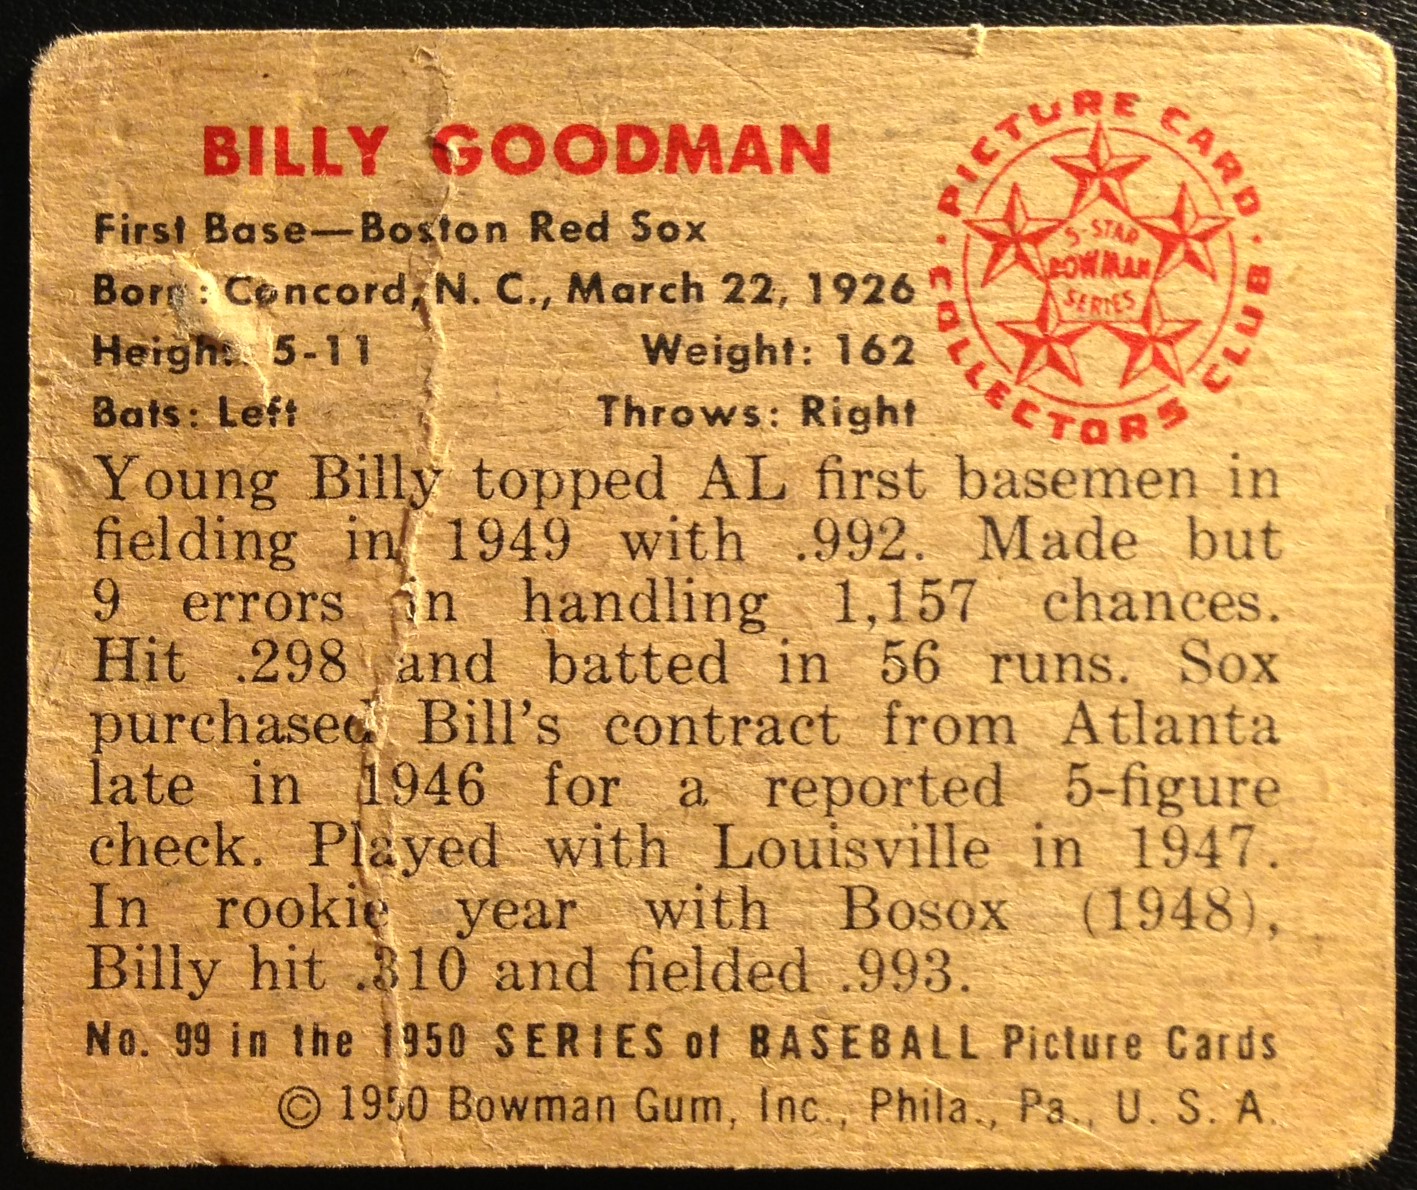 BILLY GOODMAN
First Base—Boston Red Sox
Born: Concord, N. C., March 22, 1926
Height: 5-11 Weight: 162
Bats: Left Throws: Right
PICTURE CARD
COLLECTORS CLUB
5-STAR
BOWMAN
SERIES
Young Billy topped AL first basemen in
fielding in 1949 with .992. Made but
9 errors in handling 1,157 chances.
Hit .298 and batted in 56 runs. Sox
purchased Bill's contract from Atlanta
late in 1946 for a reported 5-figure
check. Played with Louisville in 1947.
In rookie year with Bosox (1948),
Billy hit .310 and fielded .993.
No. 99 in the 1950 SERIES of BASEBALL Picture Cards
© 1950 Bowman Gum, Inc., Phila., Pa., U. S. A.